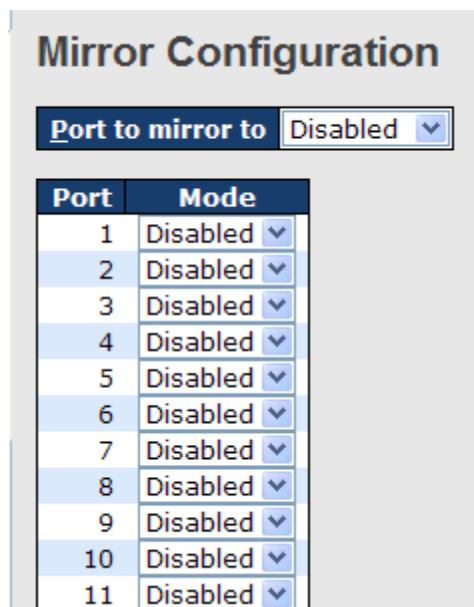 Mirror Configuration
Port to mirror to Disabled
Port Mode
1 Disabled
2 Disabled
3 Disabled
4 Disabled
5 Disabled
6 Disabled
7 Disabled
8 Disabled
9 Disabled
10 Disabled
11 Disabled